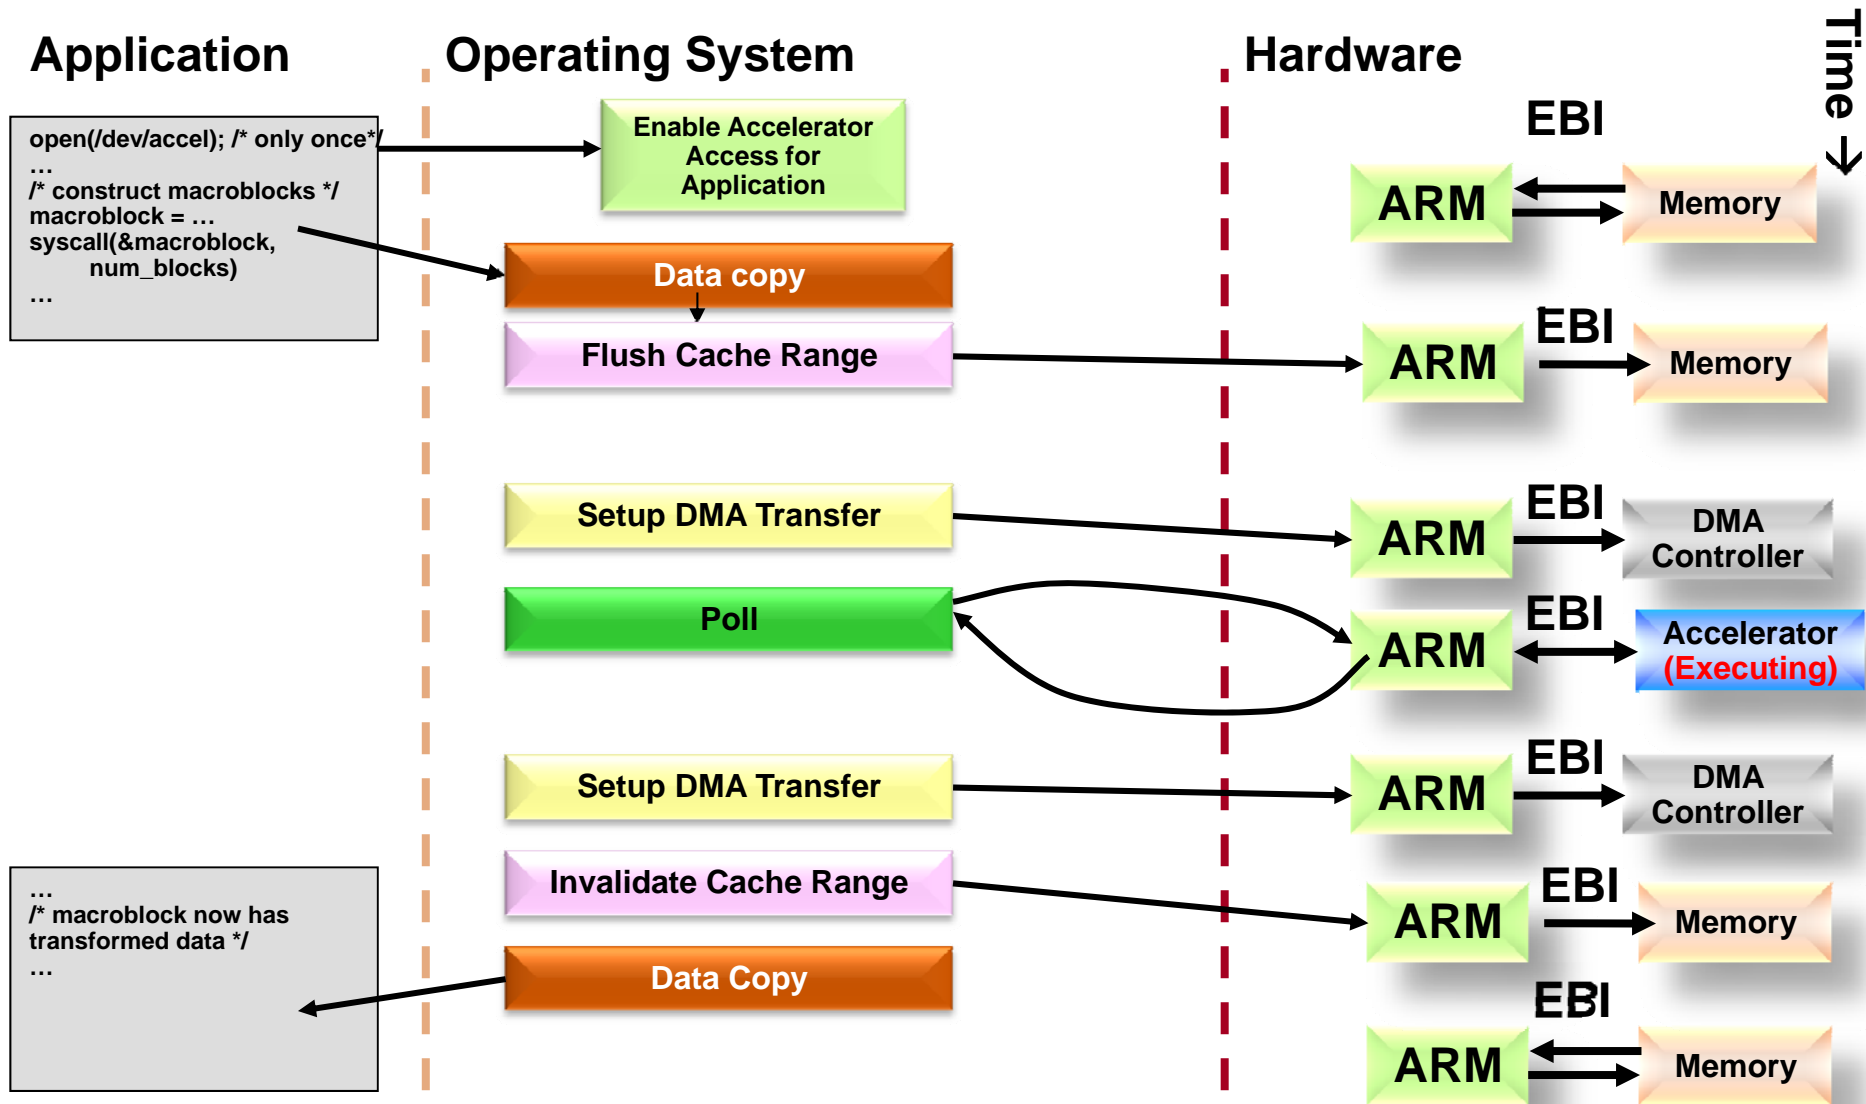 Application
Operating System
Hardware
Time →
open(/dev/accel); /* only once*/
…
/* construct macroblocks */
macroblock = …
syscall(&macroblock,
num_blocks)
…
Enable Accelerator
Access for
Application
EBI
ARM
Memory
Data copy
Flush Cache Range
EBI
ARM
Memory
Setup DMA Transfer
EBI
ARM
DMA
Controller
Poll
EBI
ARM
Accelerator
(Executing)
Setup DMA Transfer
EBI
ARM
DMA
Controller
Invalidate Cache Range
EBI
ARM
Memory
…
/* macroblock now has
transformed data */
…
Data Copy
EBI
ARM
Memory